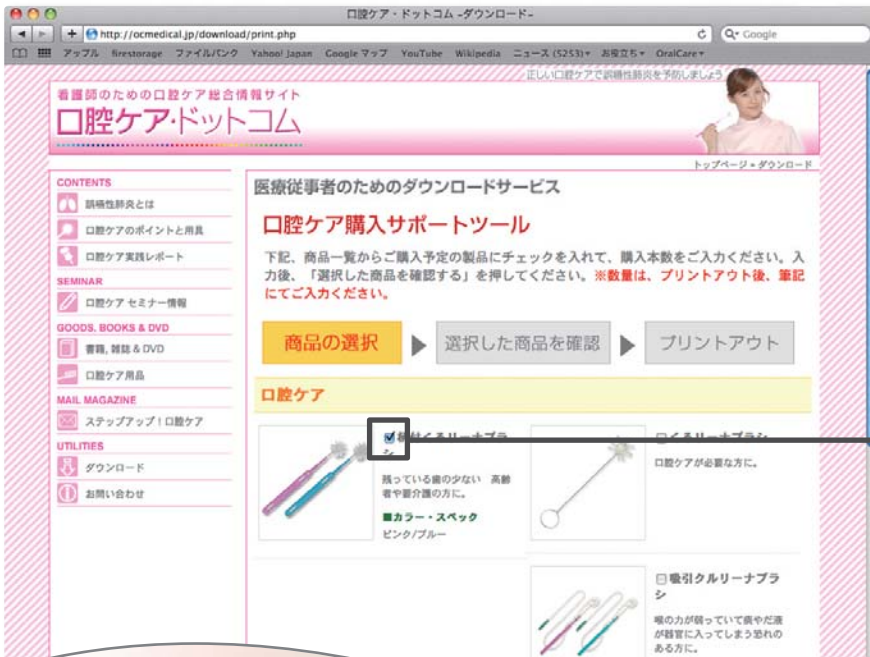 口腔ケア・ドットコム -ダウンロード-
http://ocmedical.jp/download/print.php
Google
アップル firestorage ファイルバンク Yahoo! Japan Google マップ YouTube Wikipedia ニュース (5253) お役立ち OralCare
正しい口腔ケアで誤嚥性肺炎を予防しましょう
看護師のための口腔ケア総合情報サイト
口腔ケア・ドットコム
トップページ » ダウンロード
CONTENTS
誤嚥性肺炎とは
口腔ケアのポイントと用具
口腔ケア実践レポート
SEMINAR
口腔ケア セミナー情報
GOODS. BOOKS & DVD
書籍, 雑誌 & DVD
口腔ケア用品
MAIL MAGAZINE
ステップアップ!口腔ケア
UTILITIES
ダウンロード
お問い合わせ
医療従事者のためのダウンロードサービス
口腔ケア購入サポートツール
下記、商品一覧からご購入予定の製品にチェックを入れて、購入本数をご入力ください。入
力後、「選択した商品を確認する」を押してください。※数量は、プリントアウト後、筆記
にてご入力ください。
商品の選択 ▶ 選択した商品を確認 ▶ プリントアウト
口腔ケア
柄付くるリーナブラ
シ
残っている歯の少ない 高齢
者や要介護の方に。
■カラー・スペック
ピンク/ブルー
くるリーナブラシ
口腔ケアが必要な方に。
吸引クルリーナブラ
シ
喉の力が弱っていて痰やだ液
が器官に入ってしまう恐れの
ある方に。